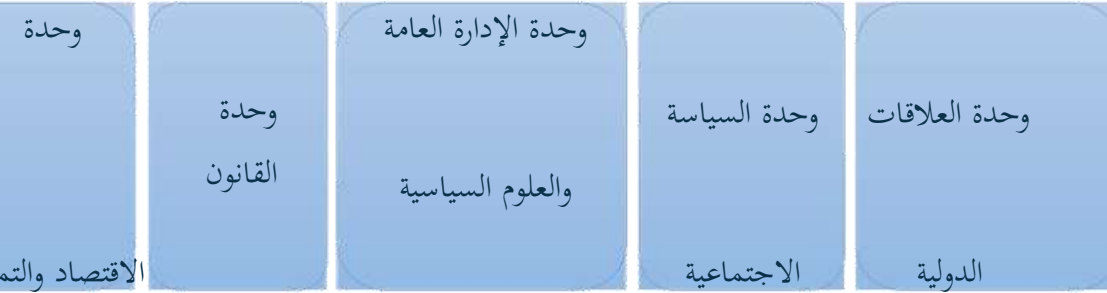 وحدة العلاقات
الدولية
وحدة السياسة
الاجتماعية
وحدة الإدارة العامة
والعلوم السياسية
وحدة
القانون
وحدة
الاقتصاد والتم